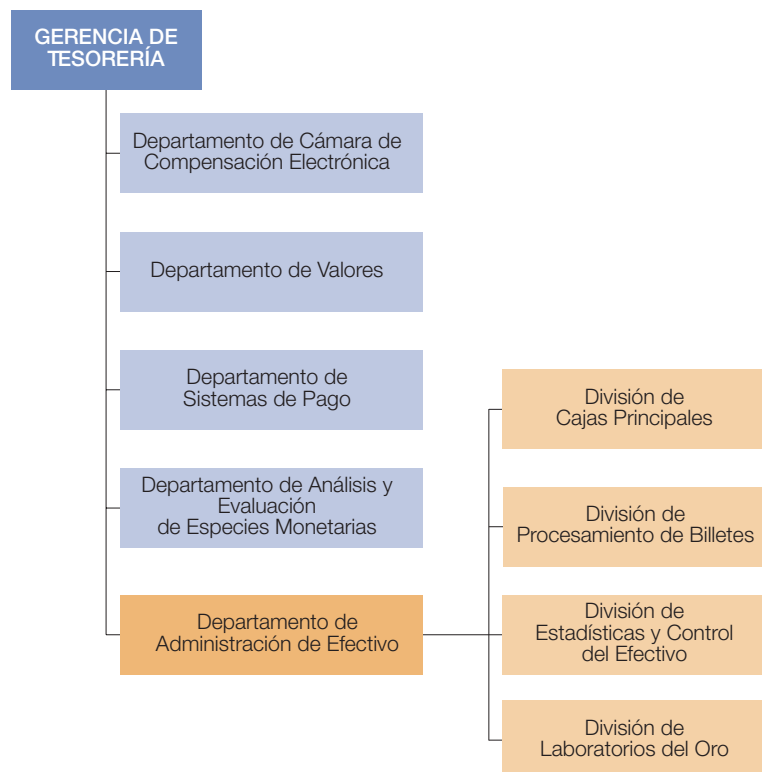 GERENCIA DE
TESORERÍA
Departamento de Cámara de
Compensación Electrónica
Departamento de Valores
Departamento de
Sistemas de Pago
Departamento de Análisis y
Evaluación
de Especies Monetarias
Departamento de
Administración de Efectivo
División de
Cajas Principales
División de
Procesamiento de Billetes
División de
Estadísticas y Control
del Efectivo
División de
Laboratorios del Oro